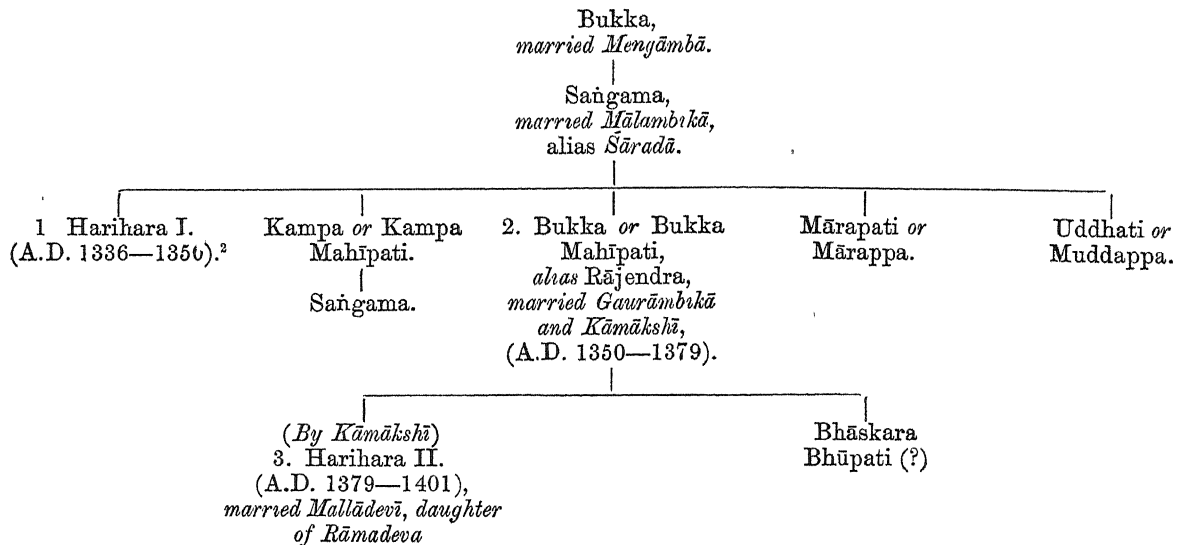 Bukka,
married Mengāmbā.
Saṅgama,
married Mālambikā,
alias Śāradā.
1 Harihara I.
(A.D. 1336—1350).²
Kampa or Kampa
Mahīpati.
Saṅgama.
2. Bukka or Bukka
Mahīpati,
alias Rājendra,
married Gaurāmbikā
and Kāmākshī,
(A.D. 1350—1379).
Mārapati or
Mārappa.
Uddhati or
Muddappa.
(By Kāmākshī)
3. Harihara II.
(A.D. 1379—1401),
married Mallādevī, daughter
of Rāmadeva
Bhāskara
Bhūpati (?)